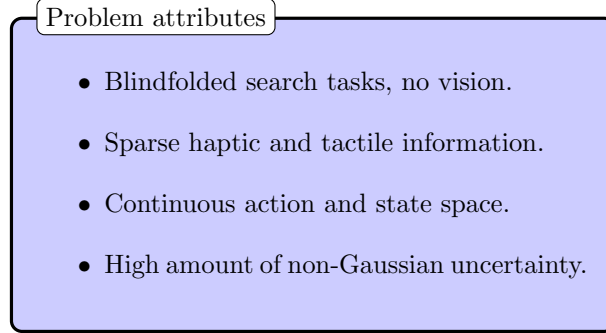 Problem attributes
• Blindfolded search tasks, no vision.
• Sparse haptic and tactile information.
• Continuous action and state space.
• High amount of non-Gaussian uncertainty.